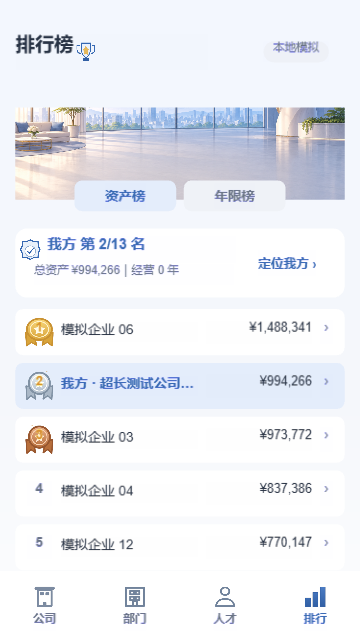 排行榜
本地模拟
资产榜
年限榜
我方 第 2/13 名
总资产 ¥994,266｜经营 0 年
定位我方 ›
1
模拟企业 06
¥1,488,341 ›
2
我方 · 超长测试公司...
¥994,266 ›
模拟企业 03
¥973,772 ›
4
模拟企业 04
¥837,386 ›
5
模拟企业 12
¥770,147 ›
公司
部门
人才
排行